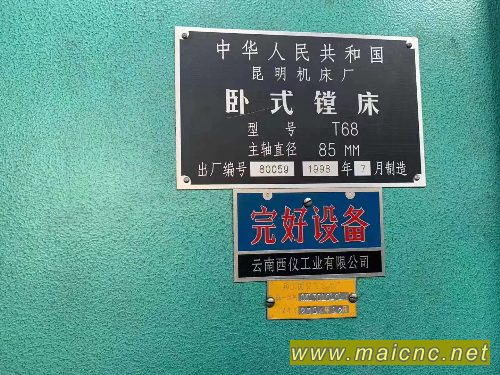 中华人民共和国
昆明机床厂
卧式镗床
型号 T68
主轴直径 85 MM
出厂编号 80059 1998 年 7 月制造
完好设备
云南西仪工业有限公司
www.maicnc.net